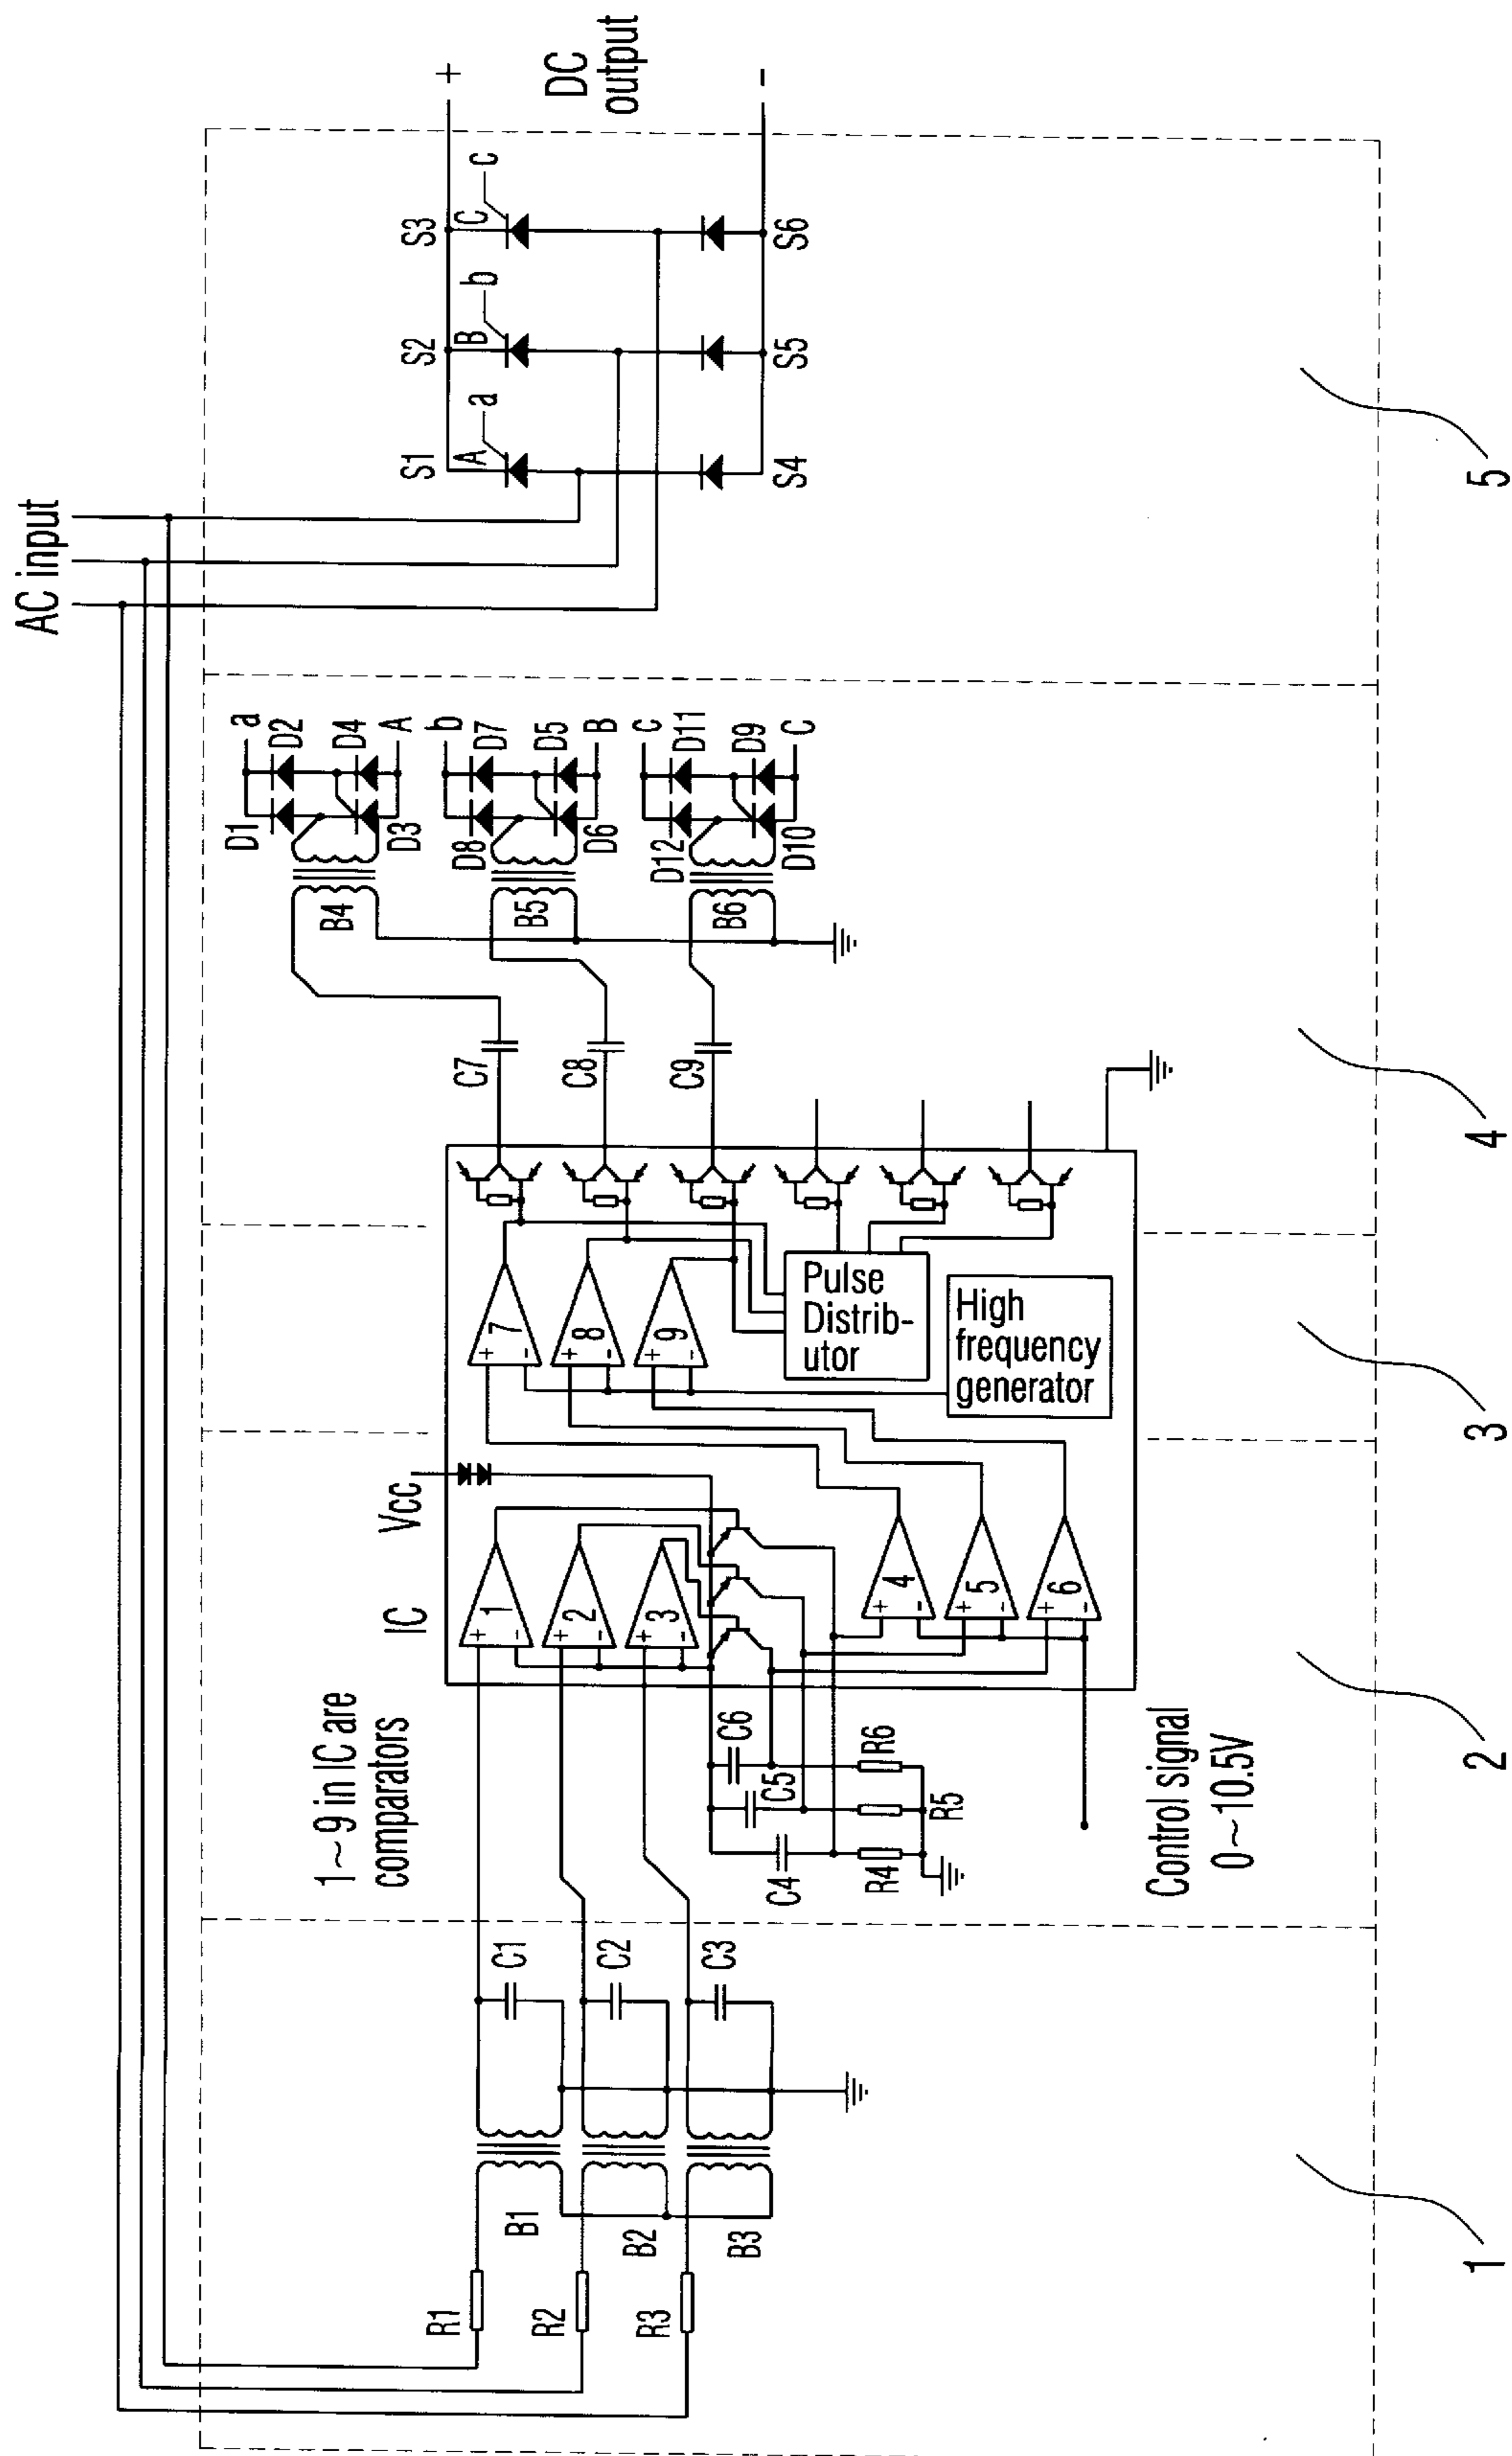 AC input
DC
output
+
-
S1
S2
S3
A
a
B
b
C
c
S4
S5
S6
a
D1
D2
D3
D4
A
b
D8
D7
D6
D5
B
c
D12
D11
D10
D9
C
B4
B5
B6
C7
C8
C9
IC
Vcc
1~9 in IC are
comparators
+
-
1
+
-
2
+
-
3
+
-
4
+
-
5
+
-
6
+
-
7
+
-
8
+
-
9
Pulse
Distrib-
utor
High
frequency
generator
C4
C5
C6
R4
R5
R6
Control signal
0~10.5V
C1
C2
C3
B1
B2
B3
R1
R2
R3
1
2
3
4
5